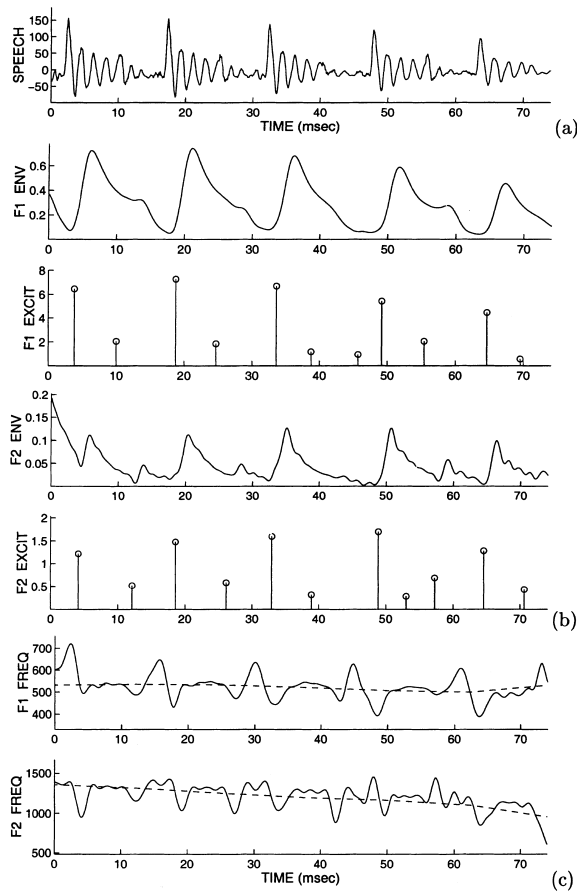 SPEECH
150
100
50
0
−50
0 10 20 30 40 50 60 70
TIME (msec)
(a)
F1 ENV
0.6
0.4
0.2
0 10 20 30 40 50 60 70
F1 EXCIT
8
6
4
2
0 10 20 30 40 50 60 70
F2 ENV
0.2
0.15
0.1
0.05
0 10 20 30 40 50 60 70
F2 EXCIT
2
1.5
1
0.5
0 10 20 30 40 50 60 70
(b)
F1 FREQ
700
600
500
400
0 10 20 30 40 50 60 70
F2 FREQ
1500
1000
500
0 10 20 30 40 50 60 70
TIME (msec)
(c)